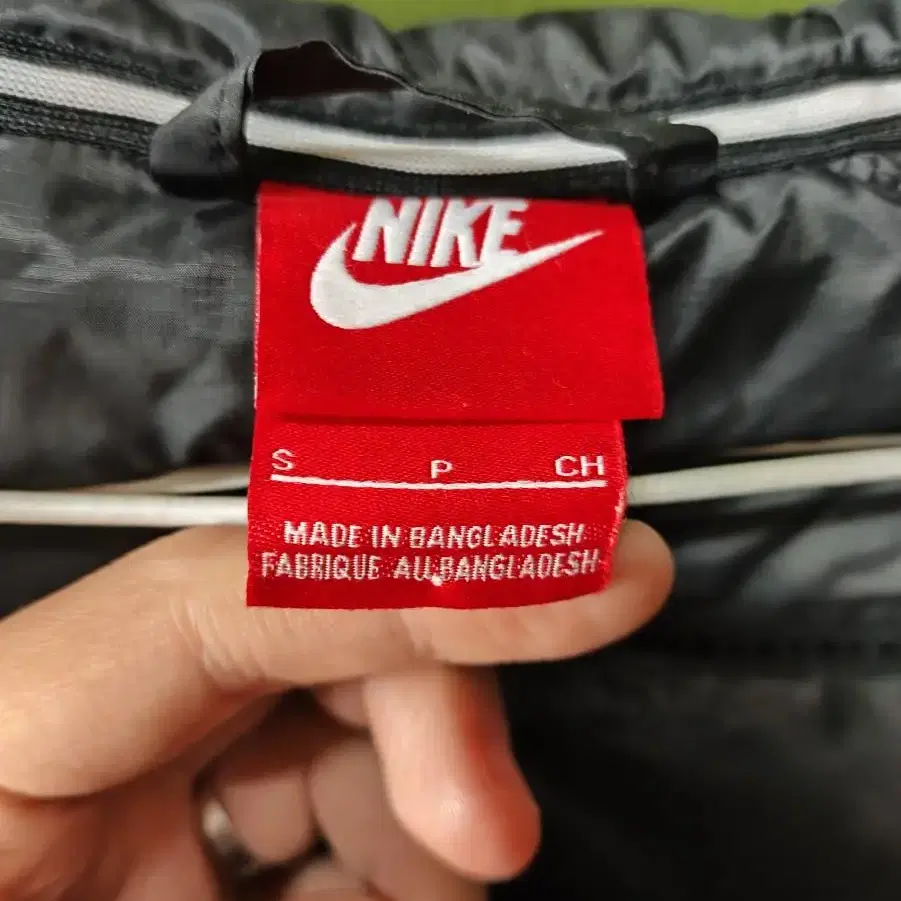 NIKE
S P CH
MADE IN BANGLADESH
FABRIQUE AU BANGLADESH